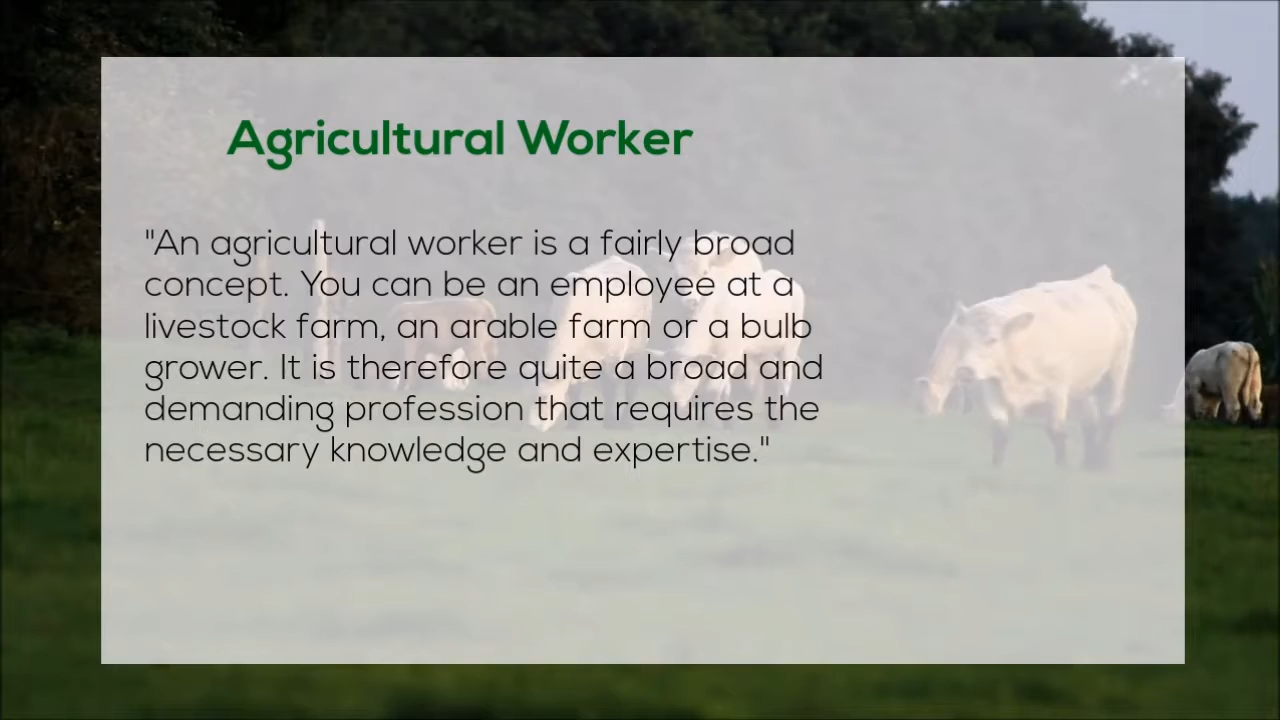 Agricultural Worker
"An agricultural worker is a fairly broad
concept. You can be an employee at a
livestock farm, an arable farm or a bulb
grower. It is therefore quite a broad and
demanding profession that requires the
necessary knowledge and expertise."